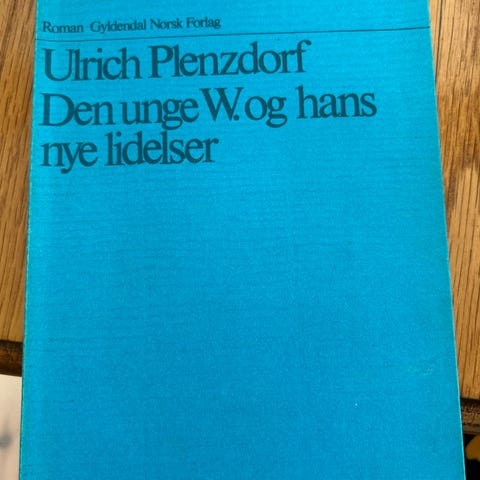 Roman Gyldendal Norsk Forlag
Ulrich Plenzdorf
Den unge W. og hans
nye lidelser